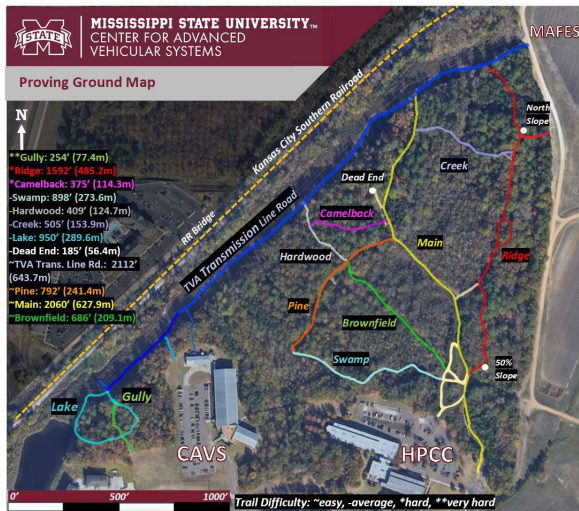 STATE
MISSISSIPPI STATE UNIVERSITY™
CENTER FOR ADVANCED
VEHICULAR SYSTEMS
Proving Ground Map
MAFES
N
Kansas City Southern Railroad
RR Bridge
TVA Transmission Line Road
North
Slope
**Gully: 254’ (77.4m)
*Ridge: 1592’ (485.2m)
*Camelback: 375’ (114.3m)
-Swamp: 898’ (273.6m)
-Hardwood: 409’ (124.7m)
-Creek: 505’ (153.9m)
-Lake: 950’ (289.6m)
-Dead End: 185’ (56.4m)
~TVA Trans. Line Rd.: 2112’
(643.7m)
~Pine: 792’ (241.4m)
~Main: 2060’ (627.9m)
~Brownfield: 686’ (209.1m)
Creek
Dead End
Camelback
Hardwood
Main
Ridge
Pine
Brownfield
Swamp
50%
Slope
Lake
Gully
CAVS
HPCC
0’
500’
1000’
Trail Difficulty: ~easy, -average, *hard, **very hard